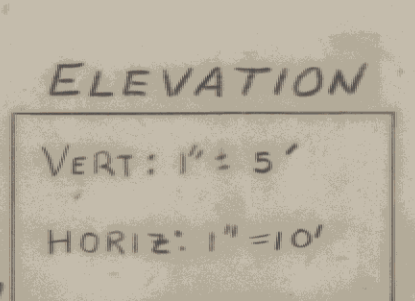 ELEVATION
VERT: 1" = 5'
HORIZ: 1" = 10'